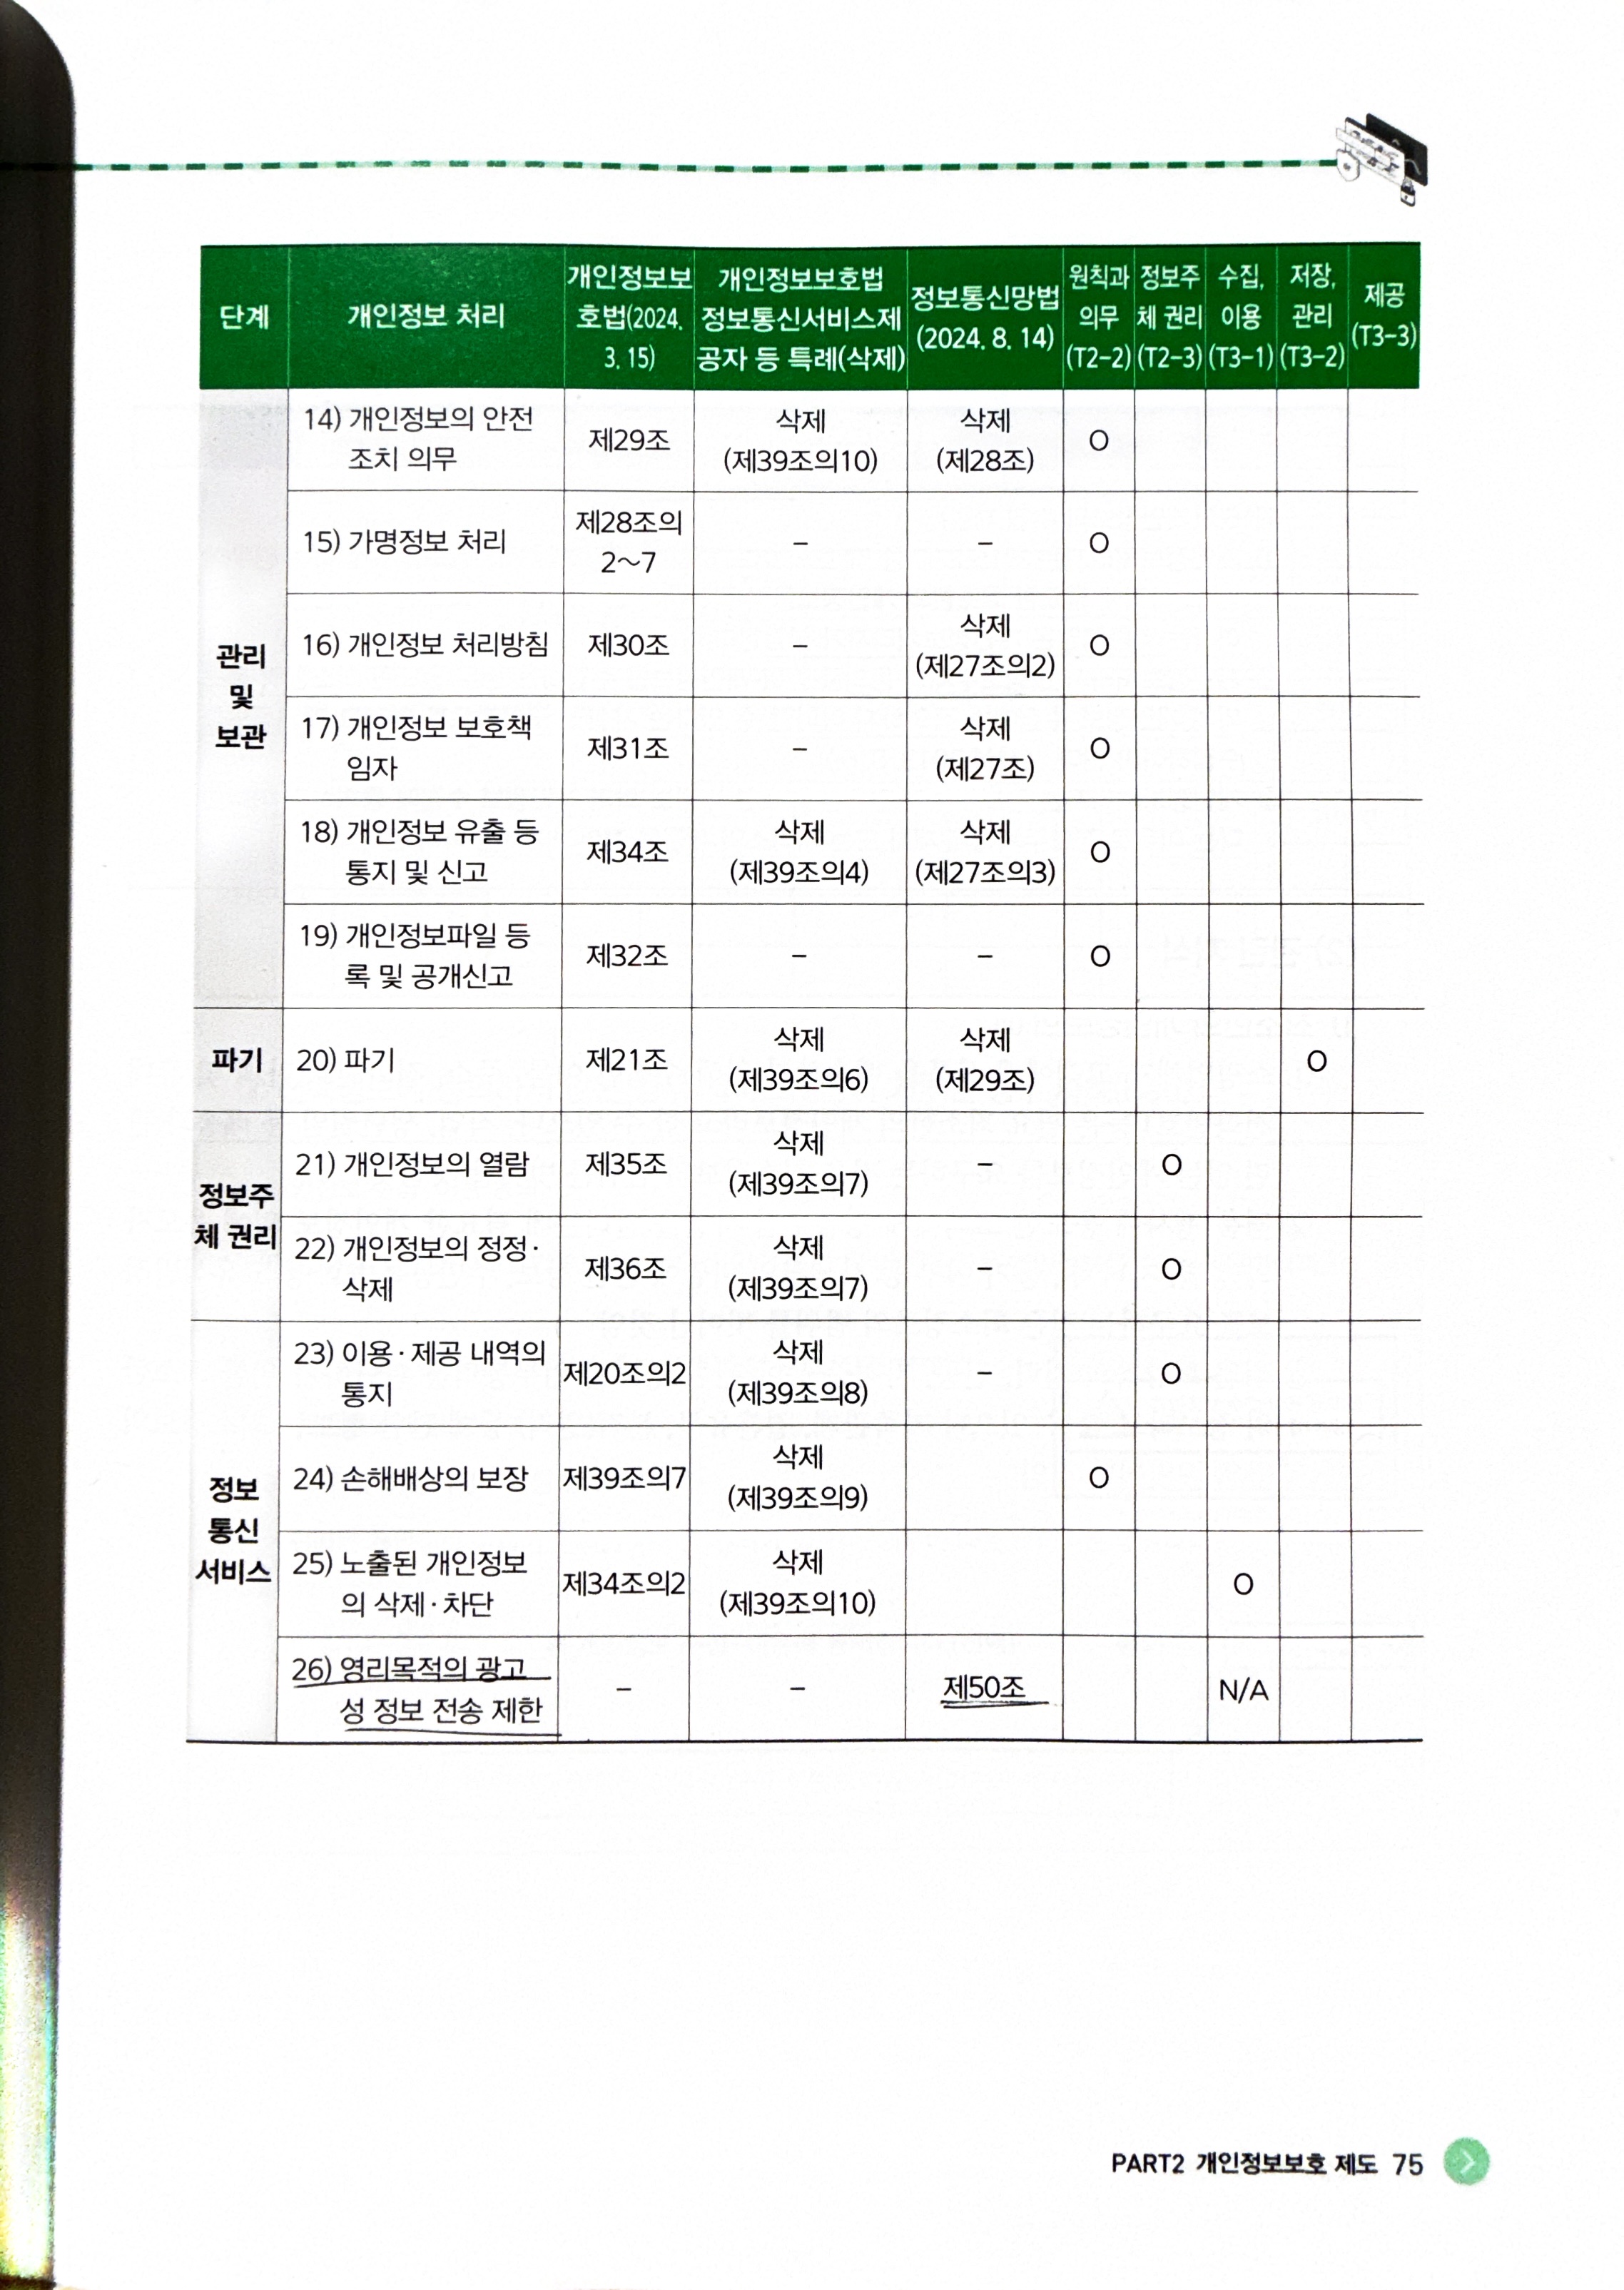 단계 개인정보 처리 개인정보보호법(2024. 3. 15) 개인정보보호법 정보통신서비스제공자 등 특례(삭제) 정보통신망법 (2024. 8. 14) 원칙과 의무 (T2-2) 정보주체 권리 (T2-3) 수집, 이용 (T3-1) 저장, 관리 (T3-2) 제공 (T3-3)
관리 및 보관
14) 개인정보의 안전조치 의무 제29조 삭제 (제39조의10) 삭제 (제28조) O
15) 가명정보 처리 제28조의 2~7 - - O
16) 개인정보 처리방침 제30조 - 삭제 (제27조의2) O
17) 개인정보 보호책임자 제31조 - 삭제 (제27조) O
18) 개인정보 유출 등 통지 및 신고 제34조 삭제 (제39조의4) 삭제 (제27조의3) O
19) 개인정보파일 등록 및 공개신고 제32조 - - O
파기
20) 파기 제21조 삭제 (제39조의6) 삭제 (제29조) O
정보주체 권리
21) 개인정보의 열람 제35조 삭제 (제39조의7) - O
22) 개인정보의 정정·삭제 제36조 삭제 (제39조의7) - O
정보 통신 서비스
23) 이용·제공 내역의 통지 제20조의2 삭제 (제39조의8) - O
24) 손해배상의 보장 제39조의7 삭제 (제39조의9) O
25) 노출된 개인정보의 삭제·차단 제34조의2 삭제 (제39조의10) O
26) 영리목적의 광고성 정보 전송 제한 - - 제50조 N/A
PART2 개인정보보호 제도 75